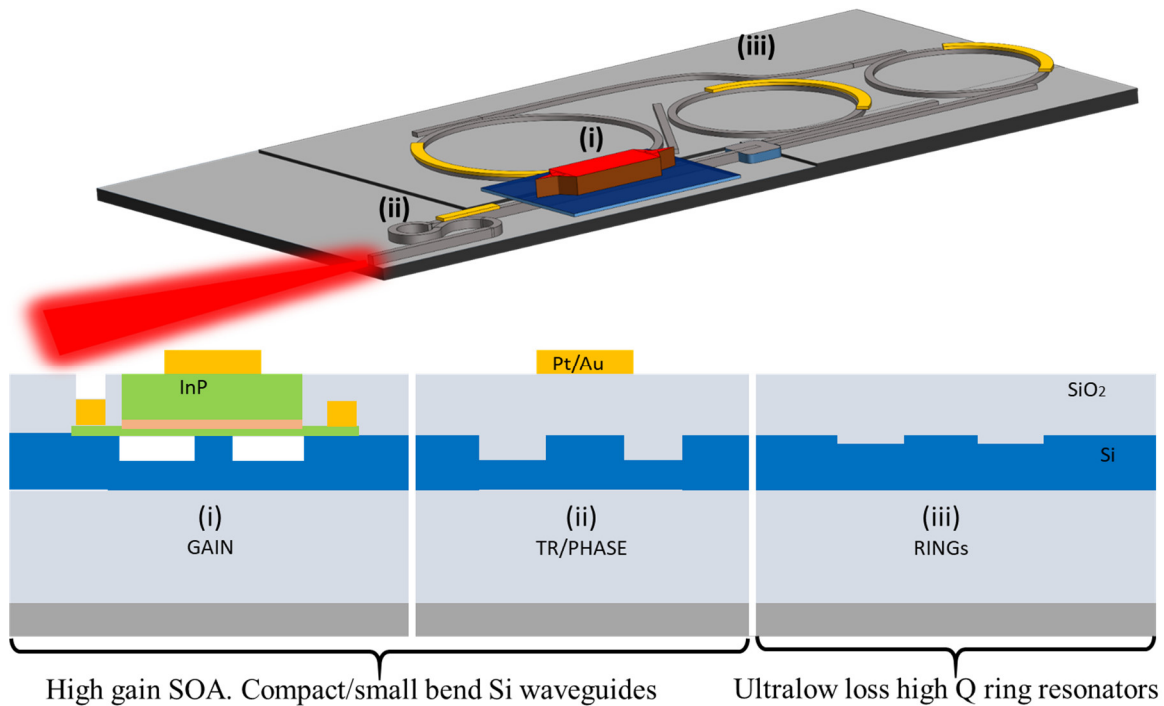 (iii)
(i)
(ii)
Pt/Au
InP
SiO2
Si
(i)
(ii)
(iii)
GAIN
TR/PHASE
RINGs
High gain SOA. Compact/small bend Si waveguides
Ultralow loss high Q ring resonators